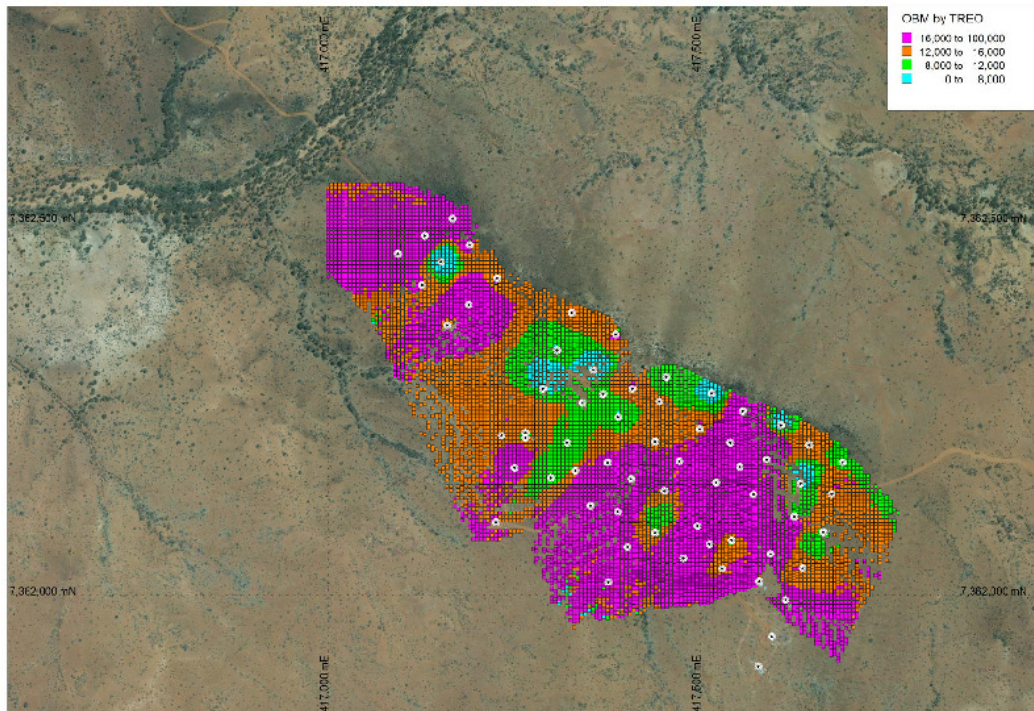 OBM by TREO
16,000 to 100,000
12,000 to 16,000
8,000 to 12,000
0 to 8,000
417,000 mE
417,500 mE
7,362,500 mN
7,362,500 mN
7,362,000 mN
7,362,000 mN
417,000 mE
417,500 mE